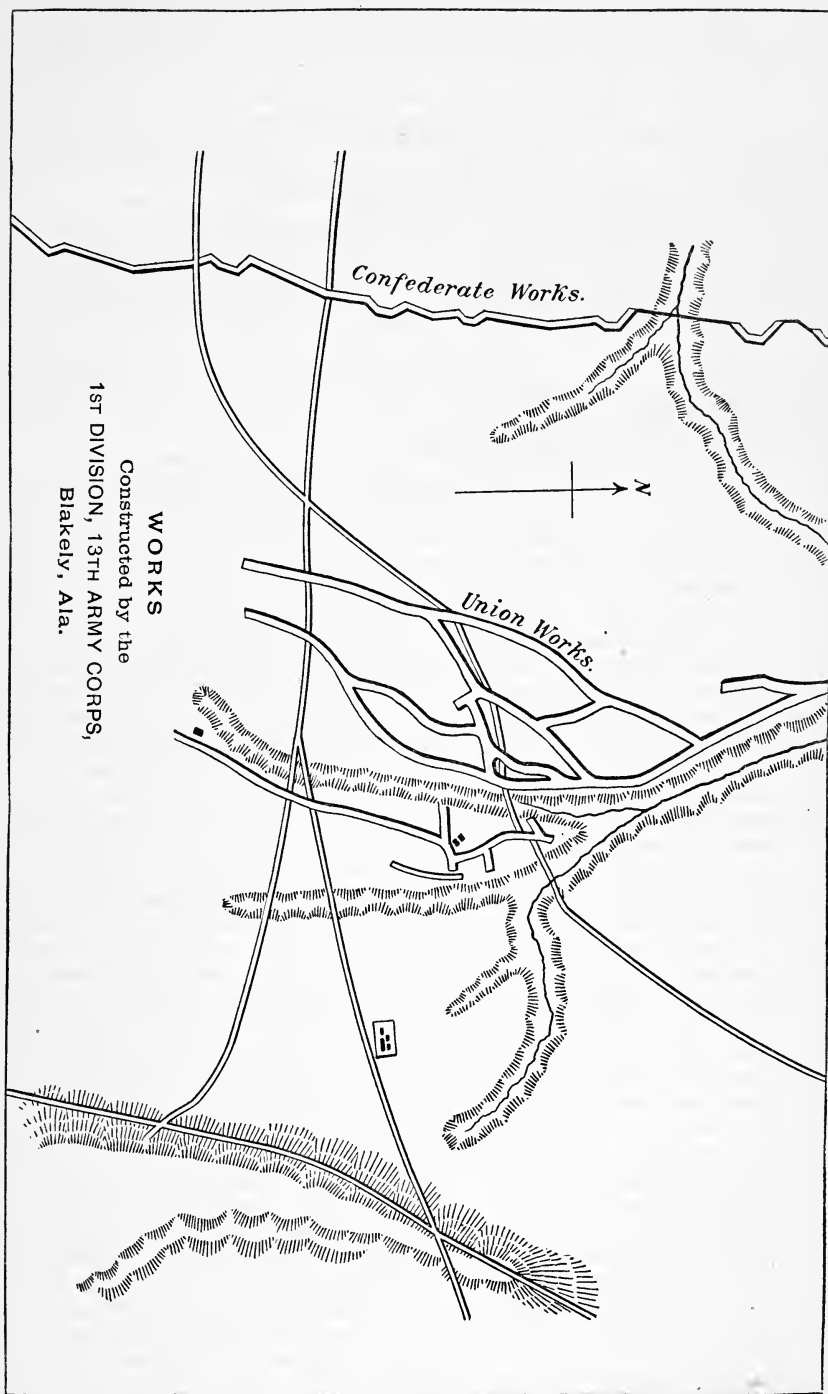 Confederate Works.
N
Union Works.
WORKS
Constructed by the
1ST DIVISION, 13TH ARMY CORPS,
Blakely, Ala.